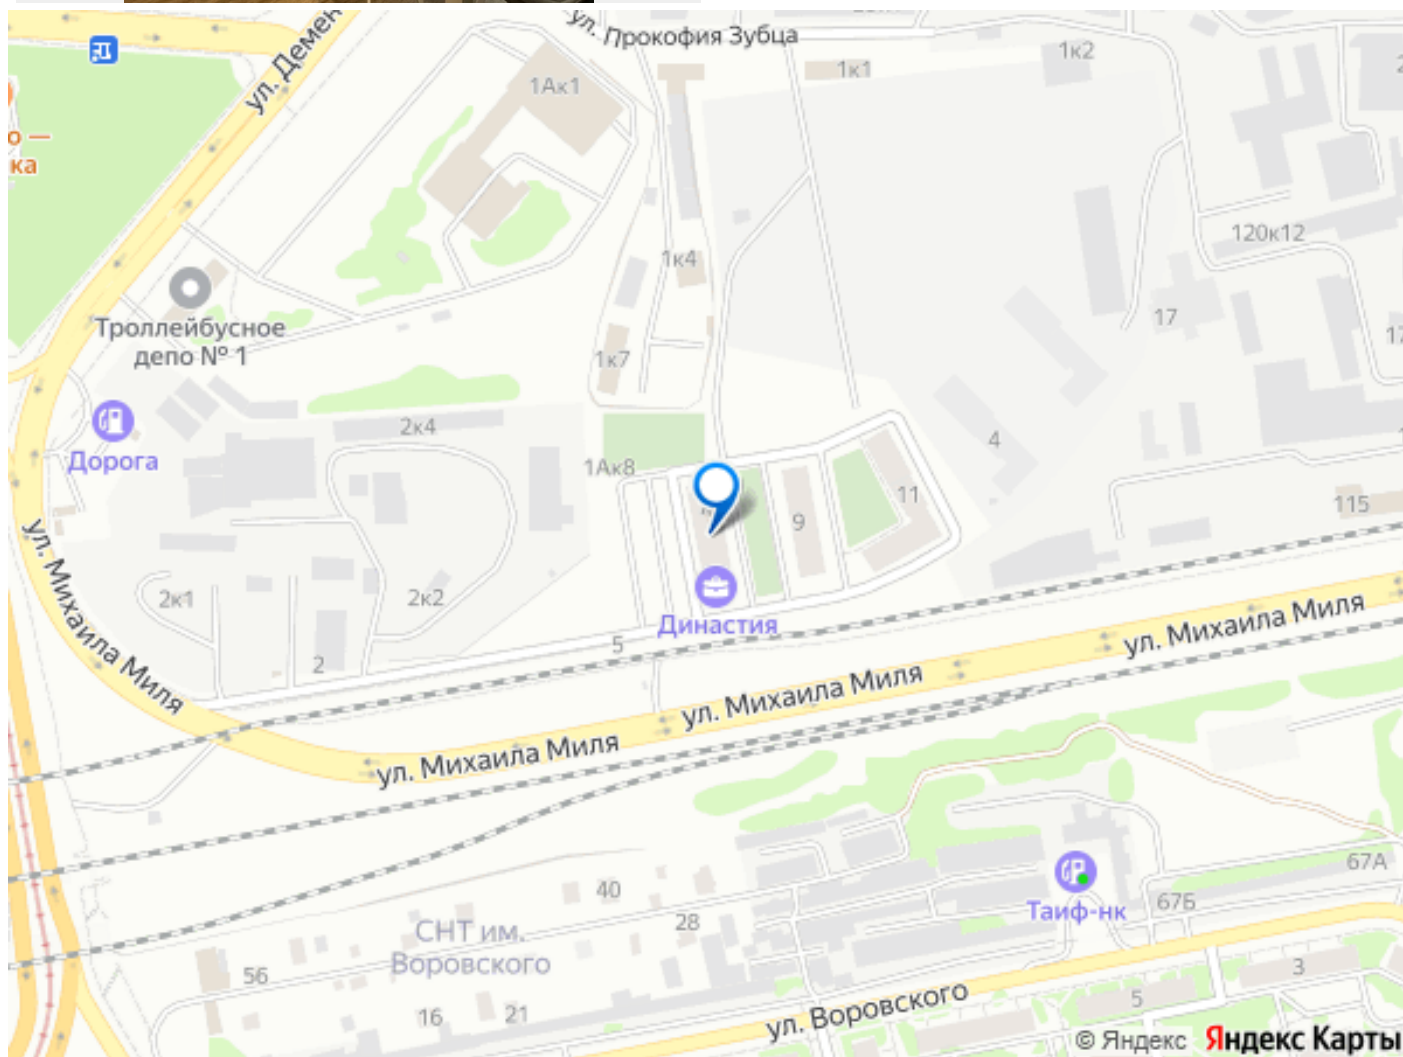 ул. Прокофия Зубца
1к1
1к2
ул. Демен
1Ак1
о —
ка
120к12
1к4
17
Троллейбусное
депо № 1
1к7
2к4
4
Дорога
1Ак8
11
9
115
ул. Михаила Миля
2к1
2к2
Династия
5
2
ул. Михаила Миля
ул. Михаила Миля
ул. Михаила Миля
67А
40
Таиф-нк
67Б
28
СНТ им.
Воровского
56
3
16
21
ул. Воровского
5
© Яндекс Яндекс Карты